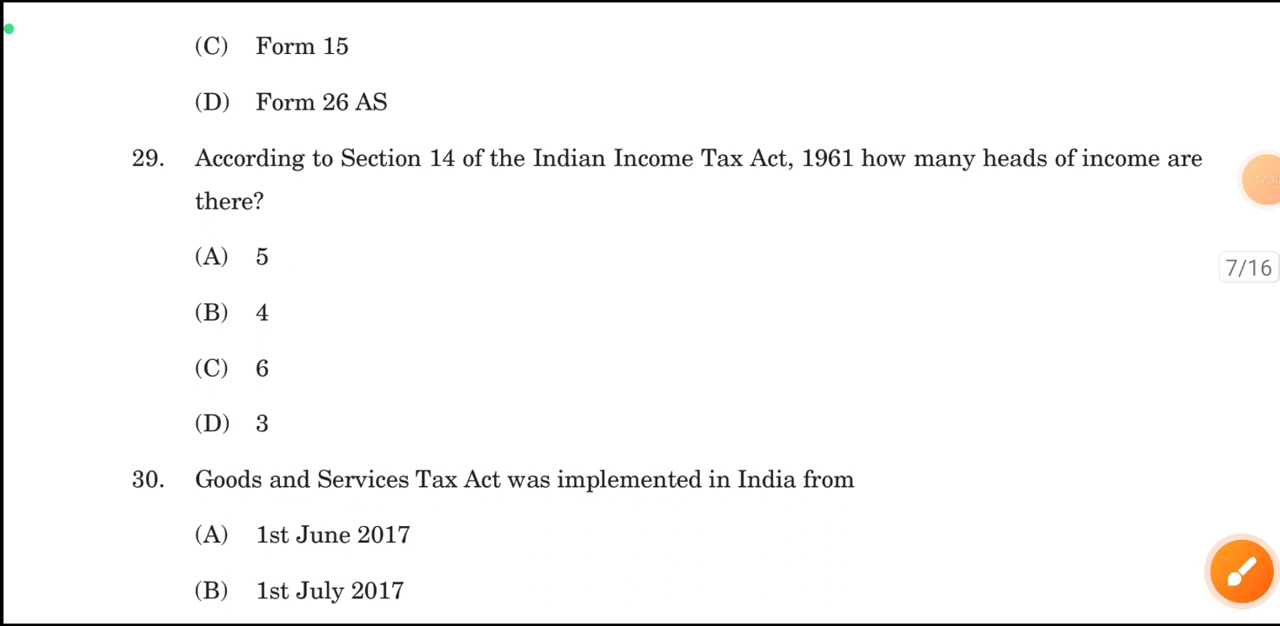 (C) Form 15
(D) Form 26 AS
29. According to Section 14 of the Indian Income Tax Act, 1961 how many heads of income are
there?
(A) 5
7/16
(B) 4
(C) 6
(D) 3
30. Goods and Services Tax Act was implemented in India from
(A) 1st June 2017
(B) 1st July 2017